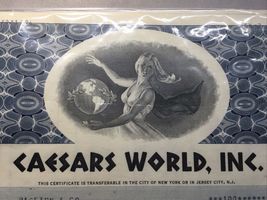 CAESARS WORLD, INC.
THIS CERTIFICATE IS TRANSFERABLE IN THE CITY OF NEW YORK OR IN JERSEY CITY, N.J.